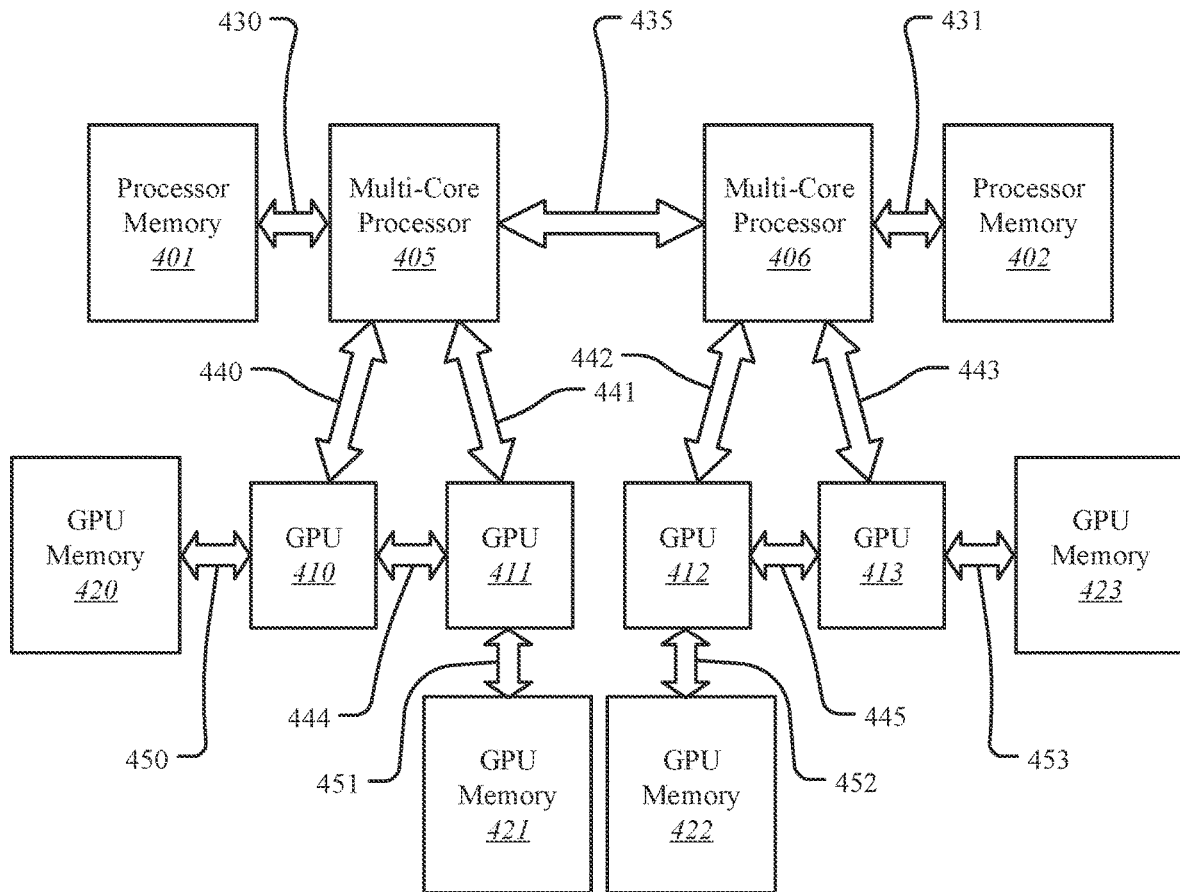 430
435
431
Processor
Memory
401
Multi-Core
Processor
405
Multi-Core
Processor
406
Processor
Memory
402
440
441
442
443
GPU
Memory
420
GPU
410
GPU
411
GPU
412
GPU
413
GPU
Memory
423
450
444
451
445
452
453
GPU
Memory
421
GPU
Memory
422